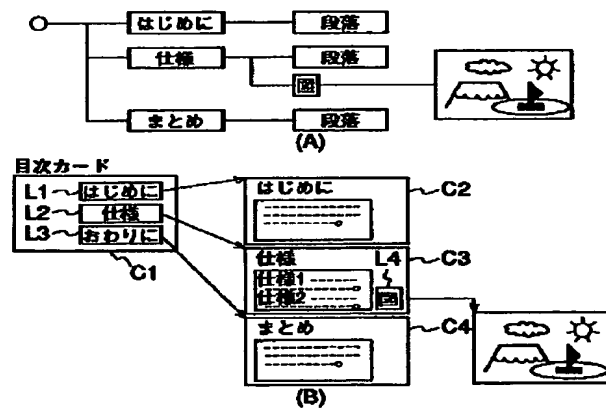 はじめに 段落
仕様 段落
図
まとめ 段落
(A)
目次カード
L1 はじめに
L2 仕様
L3 おわりに
C1
はじめに C2
仕様 L4 C3
仕様1
仕様2 図
まとめ C4
(B)